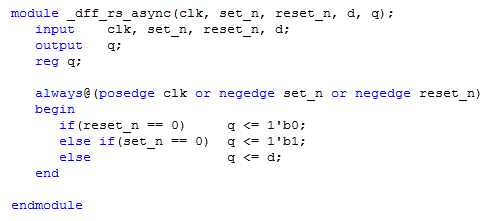 module _dff_rs_async(clk, set_n, reset_n, d, q);
   input    clk, set_n, reset_n, d;
   output   q;
   reg q;
   always@(posedge clk or negedge set_n or negedge reset_n)
   begin
      if(reset_n == 0)     q <= 1'b0;
      else if(set_n == 0)  q <= 1'b1;
      else                 q <= d;
   end
endmodule